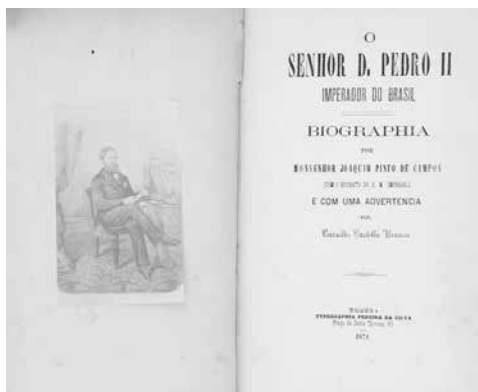 O
SENHOR D. PEDRO II
IMPERADOR DO BRASIL
BIOGRAPHIA
POR
MONSENHOR JOAQUIM PINTO DE CAMPOS
E COM UMA ADVERTENCIA
POR
Camillo Castello Branco
TYPOGRAPHIA PEREIRA DA SILVA
1871